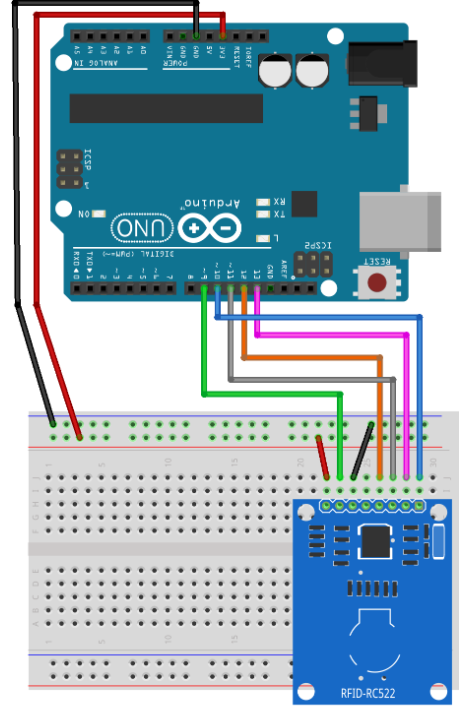 A5 A4 A3 A2 A1 A0
VIN GND GND 5V 3V3 RESET IOREF
ANALOG IN
POWER
ICSP
1
ON
UNO
Arduino
RX
TX
L
ICSP2
RESET
DIGITAL (PWM~)
RXD◄0 TXD►1 2 ~3 4 ~5 ~6 7 8 ~9 ~10 ~11 12 13 GND AREF
1 5 10 15 20 25 30
J
I
H
G
F
E
D
C
B
A
1 5 10 15
RFID-RC522